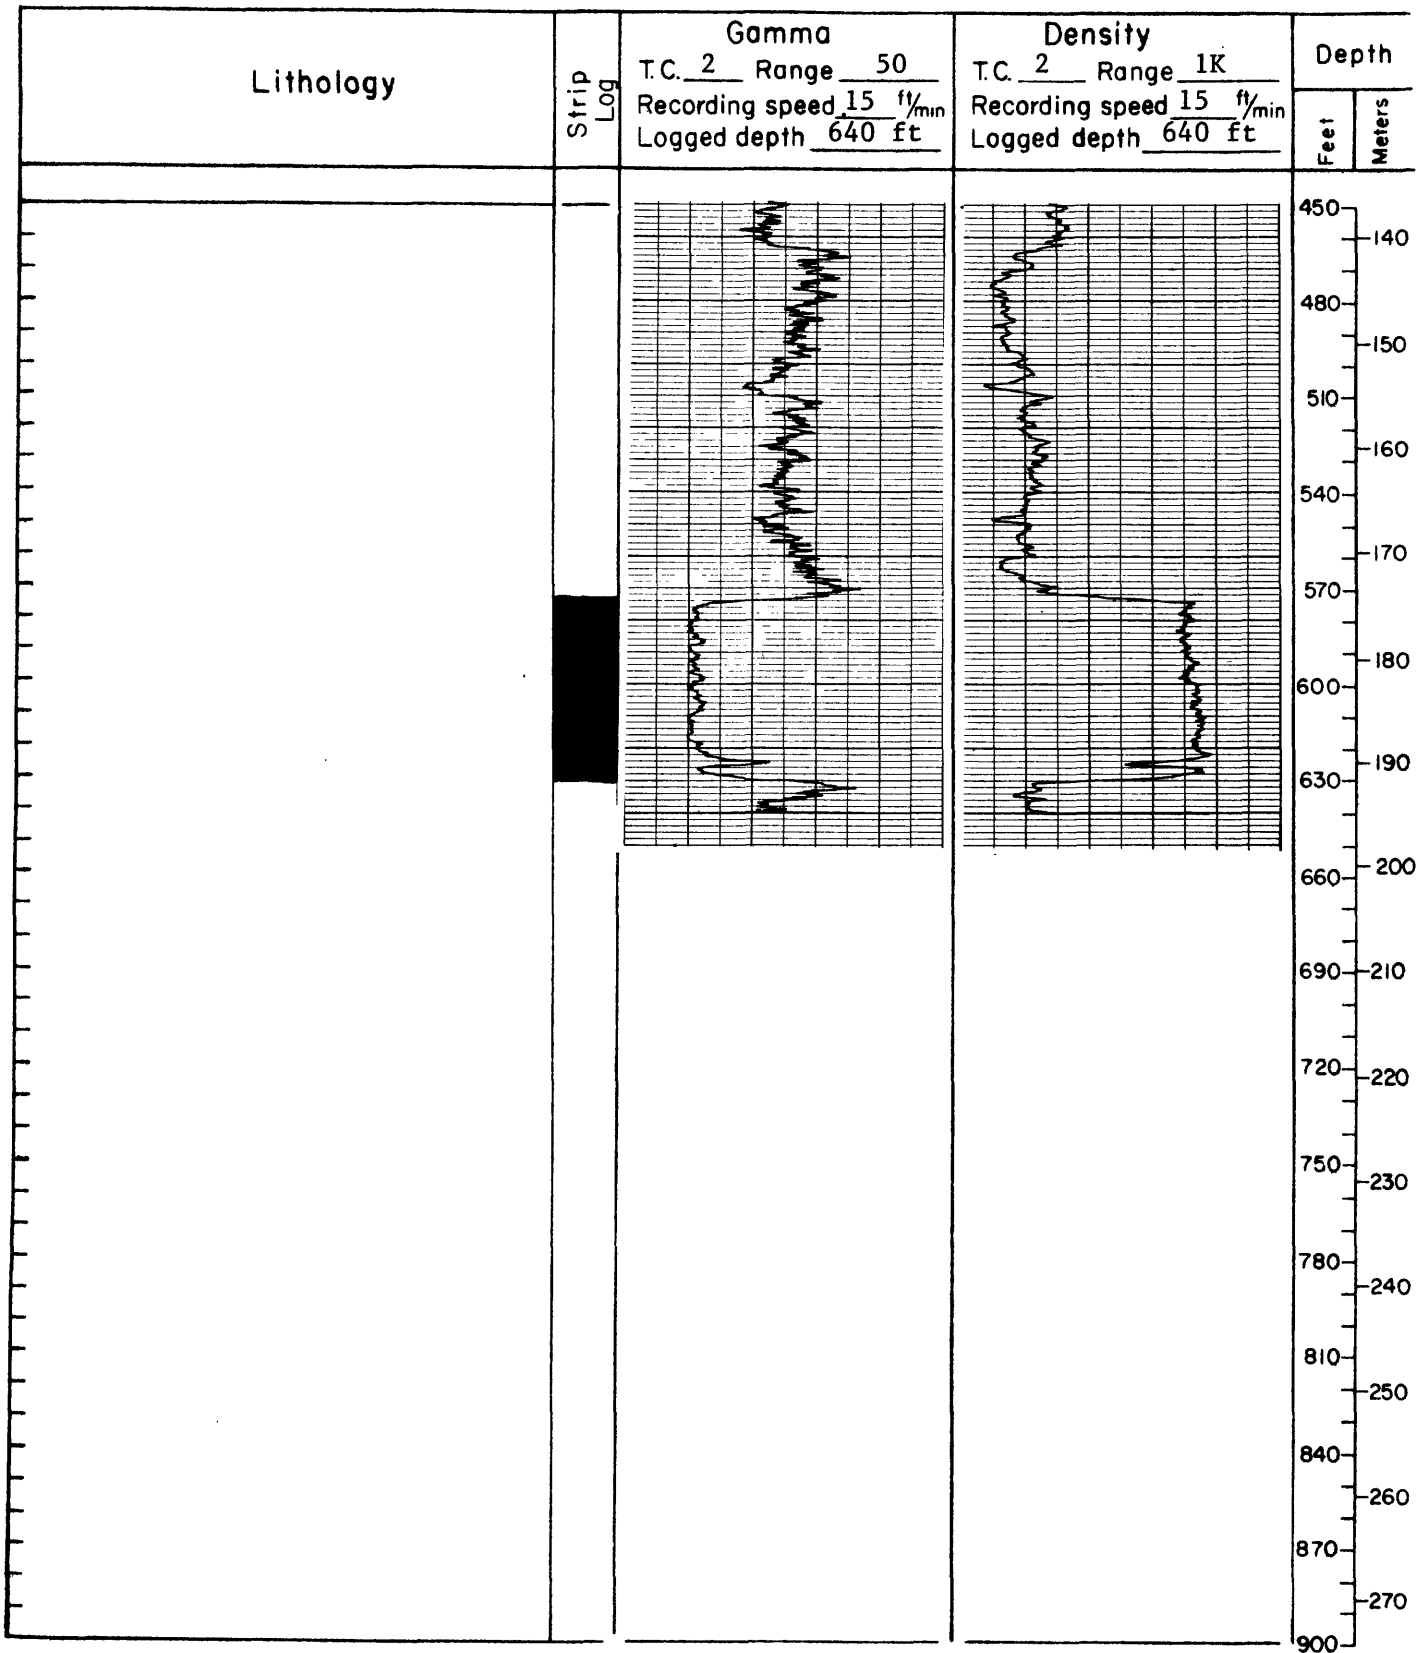 Lithology
Strip Log
Gamma
T.C. 2 Range 50
Recording speed 15 ft/min
Logged depth 640 ft
Density
T.C. 2 Range 1K
Recording speed 15 ft/min
Logged depth 640 ft
Depth
Feet
Meters
450
140
480
150
510
160
540
170
570
180
600
190
630
200
660
690
210
720
220
750
230
780
240
810
250
840
260
870
270
900